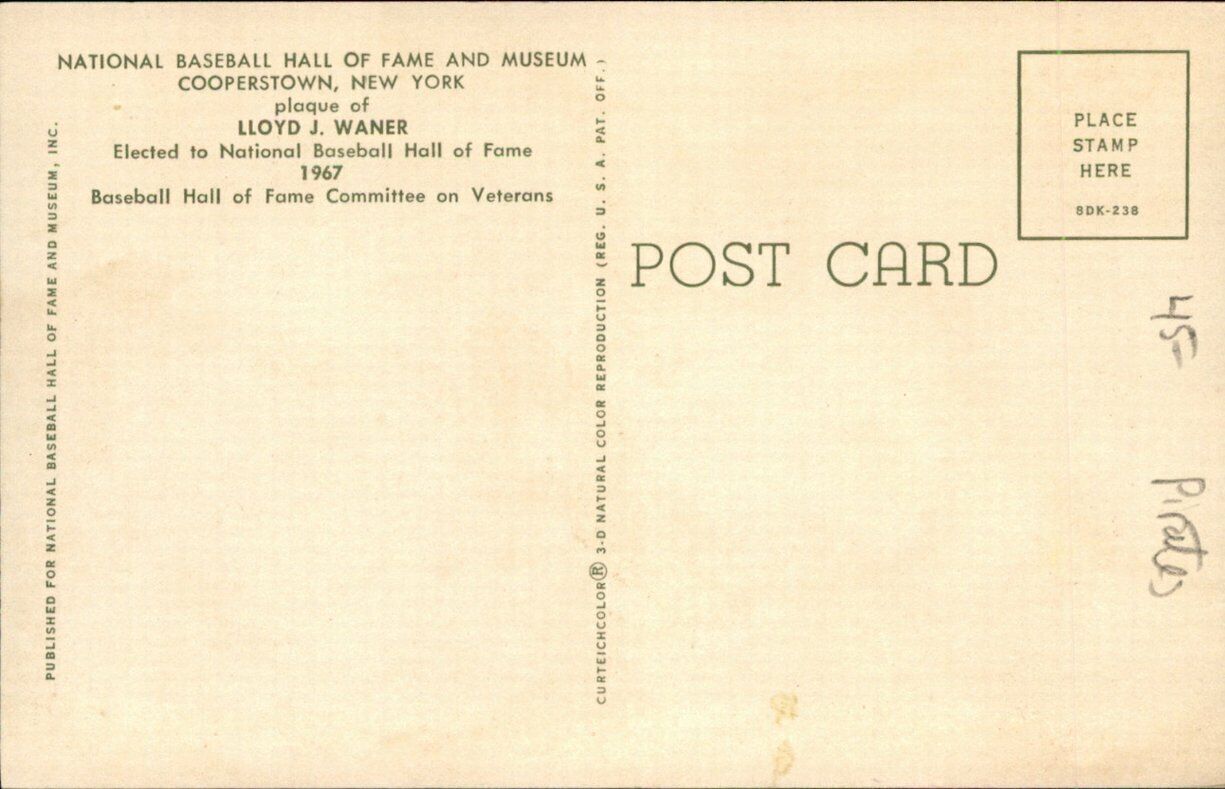 NATIONAL BASEBALL HALL OF FAME AND MUSEUM
COOPERSTOWN, NEW YORK
plaque of
LLOYD J. WANER
Elected to National Baseball Hall of Fame
1967
Baseball Hall of Fame Committee on Veterans
PUBLISHED FOR NATIONAL BASEBALL HALL OF FAME AND MUSEUM, INC.
CURTEICHCOLOR® 3-D NATURAL COLOR REPRODUCTION (REG. U. S. A. PAT. OFF.)
POST CARD
PLACE
STAMP
HERE
8DK-238
45-
Pirates